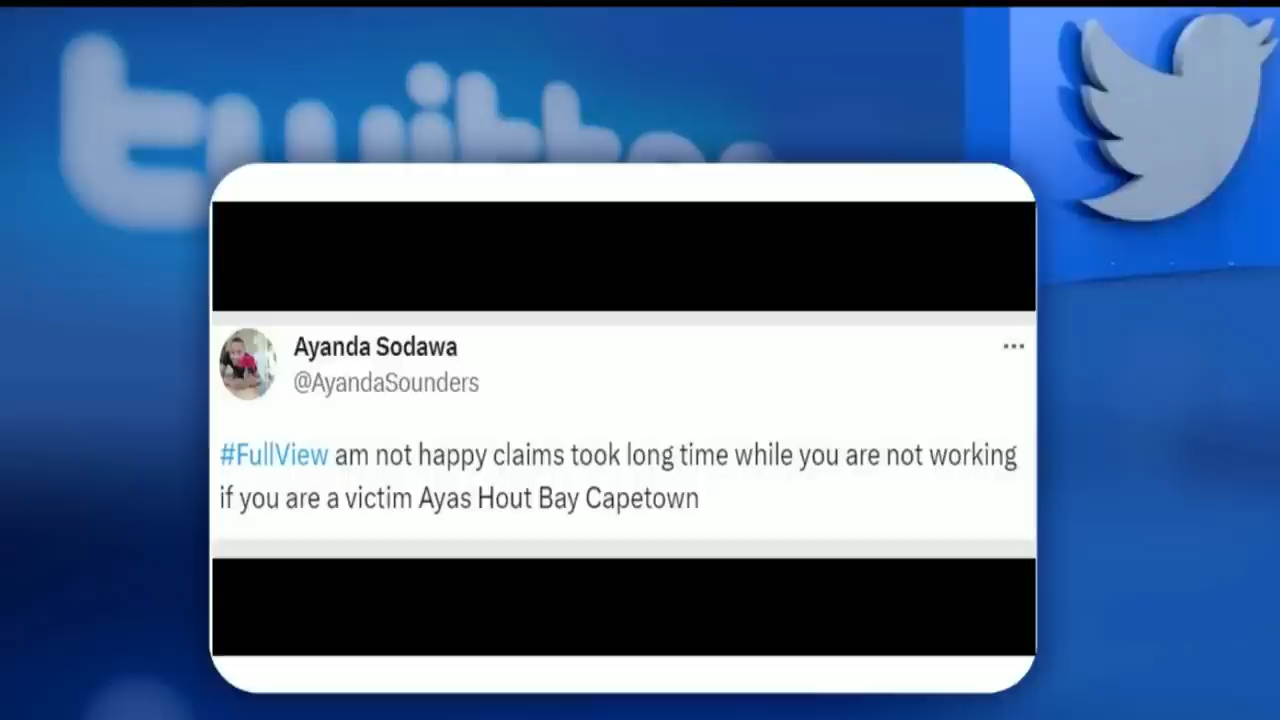 twitter
Ayanda Sodawa
@AyandaSounders
#FullView am not happy claims took long time while you are not working
if you are a victim Ayas Hout Bay Capetown